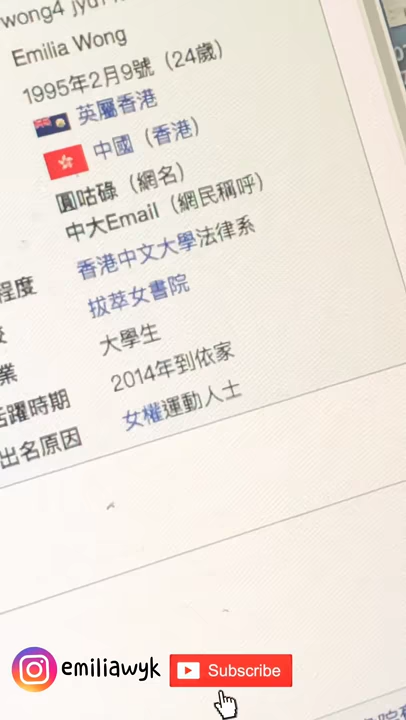 wong4 jyu
Emilia Wong
1995年2月9號（24歲）
英屬香港
中國（香港）
圓咕碌（網名）
中大Email（網民稱呼）
程度 香港中文大學法律系
拔萃女書院
業 大學生
活躍時期 2014年到依家
出名原因 女權運動人士
emiliawyk Subscribe